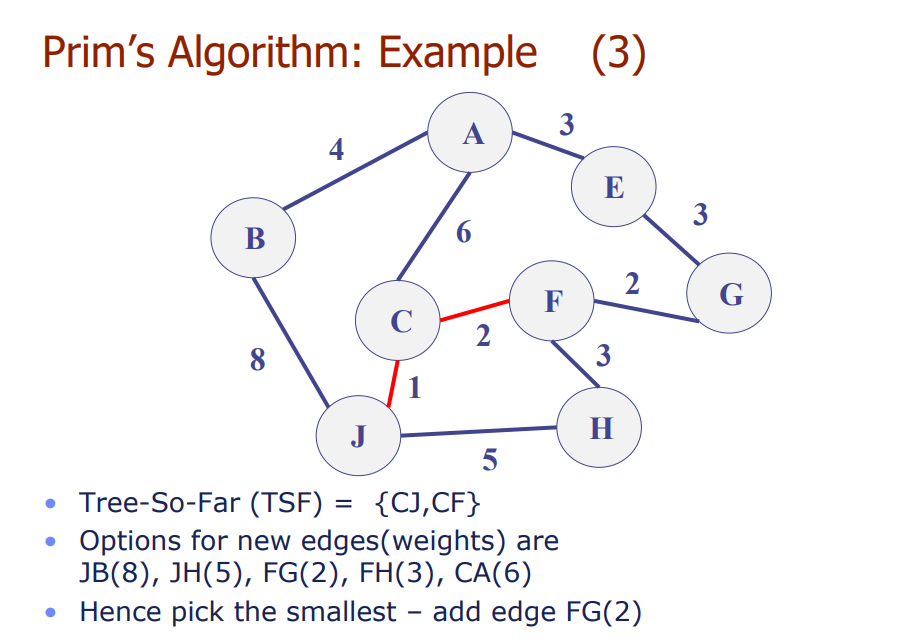 Prim's Algorithm: Example (3)
A
3
4
E
3
B
6
G
2
F
C
2
3
8
1
H
J
5
• Tree-So-Far (TSF) = {CJ,CF}
• Options for new edges(weights) are
JB(8), JH(5), FG(2), FH(3), CA(6)
• Hence pick the smallest – add edge FG(2)